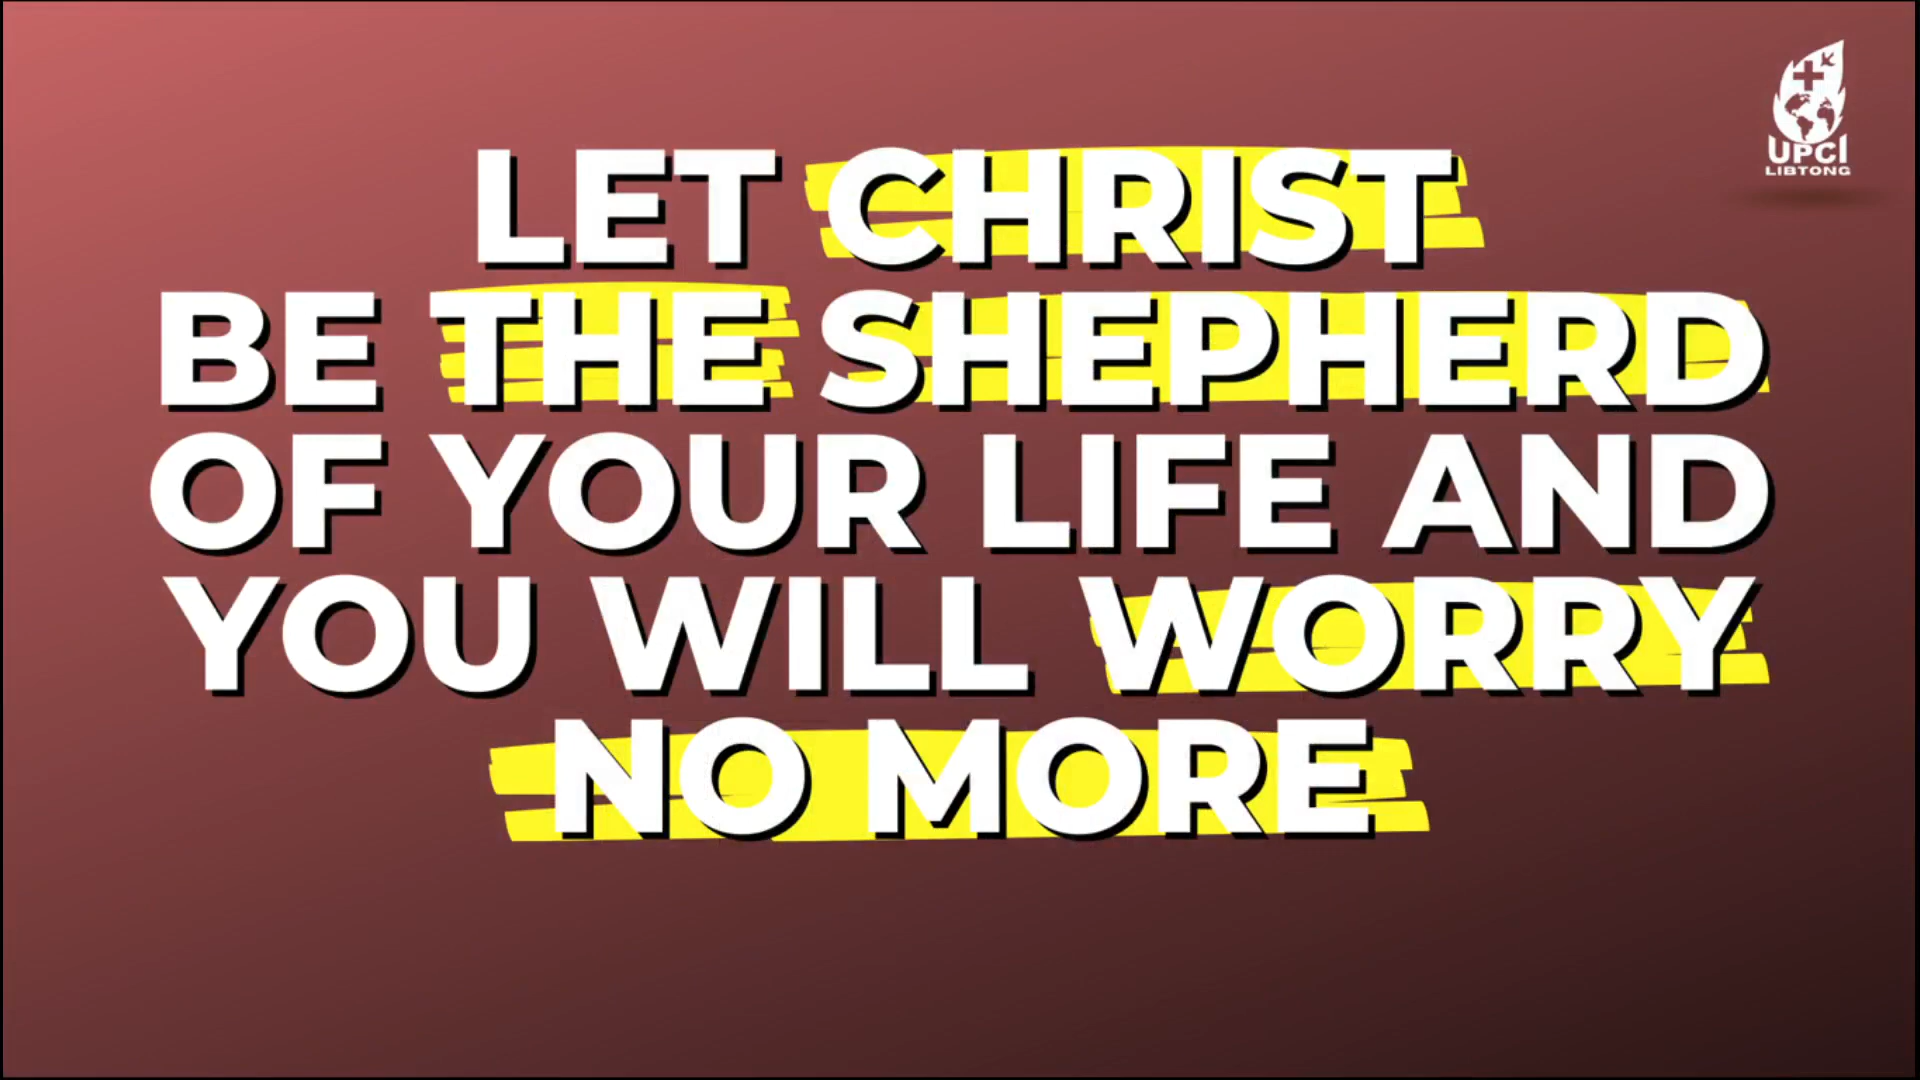 UPCI
LIBTONG
LET CHRIST
BE THE SHEPHERD
OF YOUR LIFE AND
YOU WILL WORRY
NO MORE